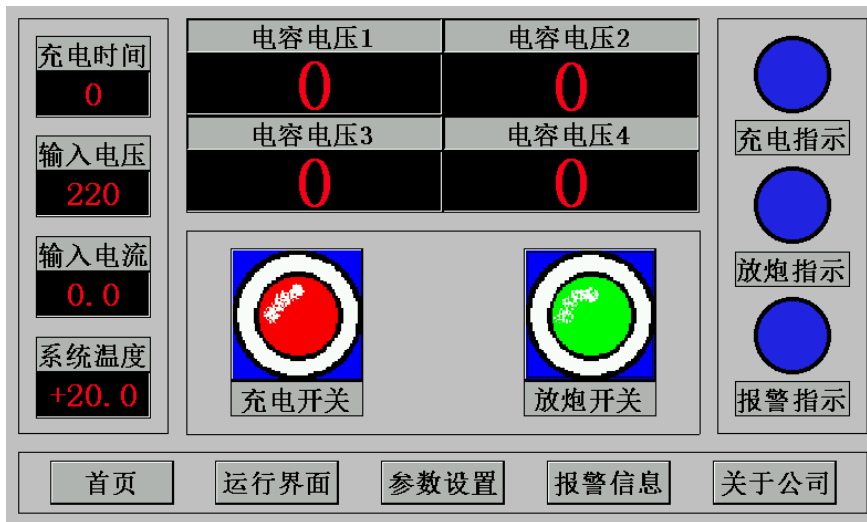 充电时间
0
输入电压
220
输入电流
0.0
系统温度
+20.0
电容电压1
电容电压2
0
0
电容电压3
电容电压4
0
0
充电开关
放炮开关
充电指示
放炮指示
报警指示
首页
运行界面
参数设置
报警信息
关于公司